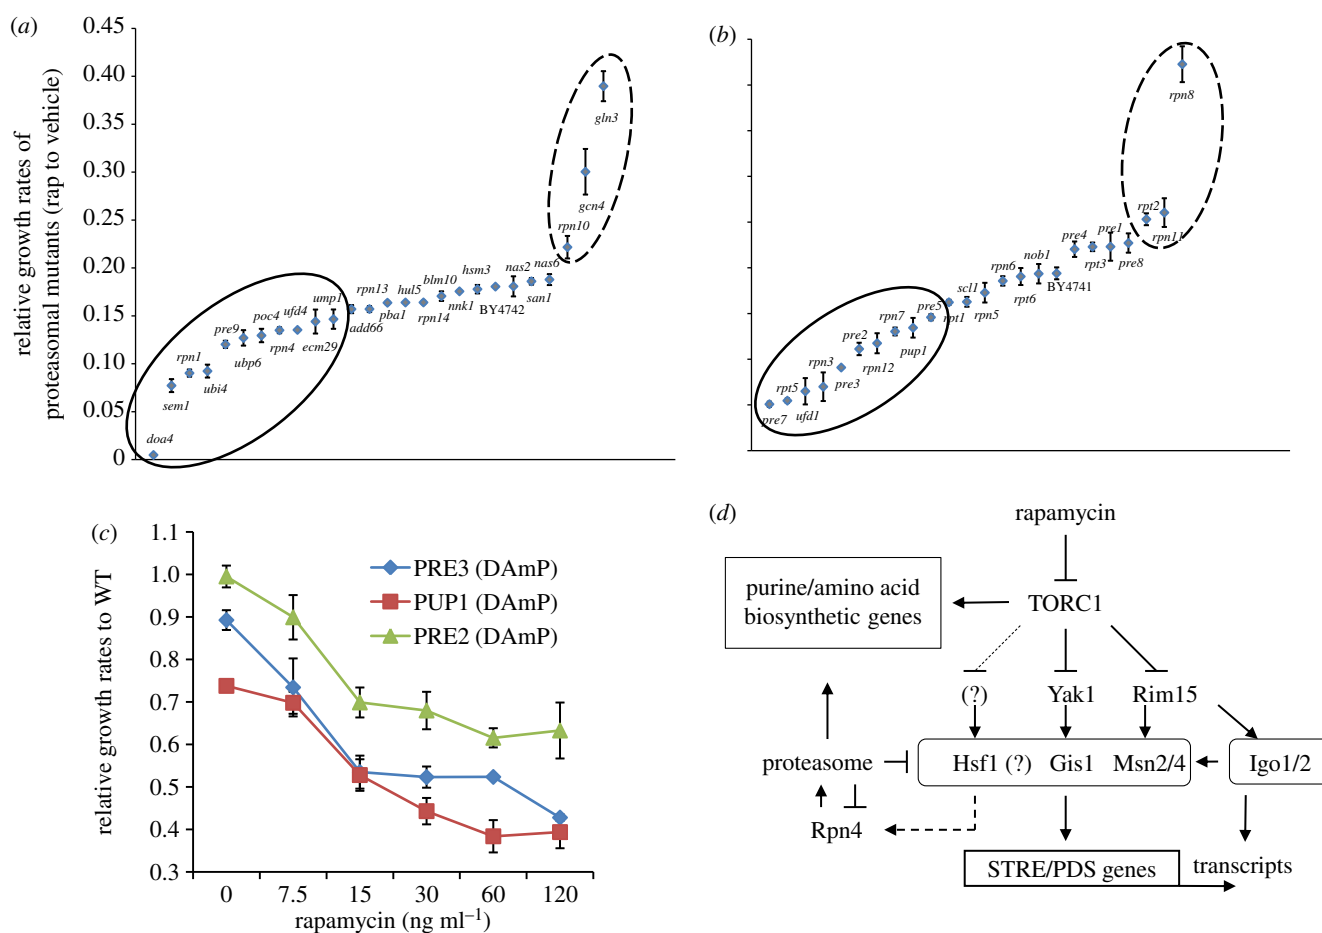 (a)
relative growth rates of
proteasomal mutants (rap to vehicle)
0.45
0.40
0.35
0.30
0.25
0.20
0.15
0.10
0.05
0
doa4
sem1
rpn1
ubi4
pre9
ubp6
poc4
rpn4
ufd4
ecm29
ump1
add66
rpn13
pba1
hul5
rpn14
blm10
nnk1
hsm3
BY4742
nas2
san1
nas6
rpn10
gcn4
gln3
(b)
pre7
rpt5
ufd1
rpn3
pre3
pre2
rpn12
rpn7
pup1
pre5
rpt1
scl1
rpn5
rpn6
rpt6
nob1
BY4741
pre4
rpt3
pre1
pre8
rpt2
rpn11
rpn8
(c)
relative growth rates to WT
1.1
1.0
0.9
0.8
0.7
0.6
0.5
0.4
0.3
PRE3 (DAmP)
PUP1 (DAmP)
PRE2 (DAmP)
0 7.5 15 30 60 120
rapamycin (ng ml⁻¹)
(d)
rapamycin
purine/amino acid
biosynthetic genes
TORC1
(?) Yak1 Rim15
proteasome
Hsf1 (?) Gis1 Msn2/4
Igo1/2
Rpn4
STRE/PDS genes
transcripts